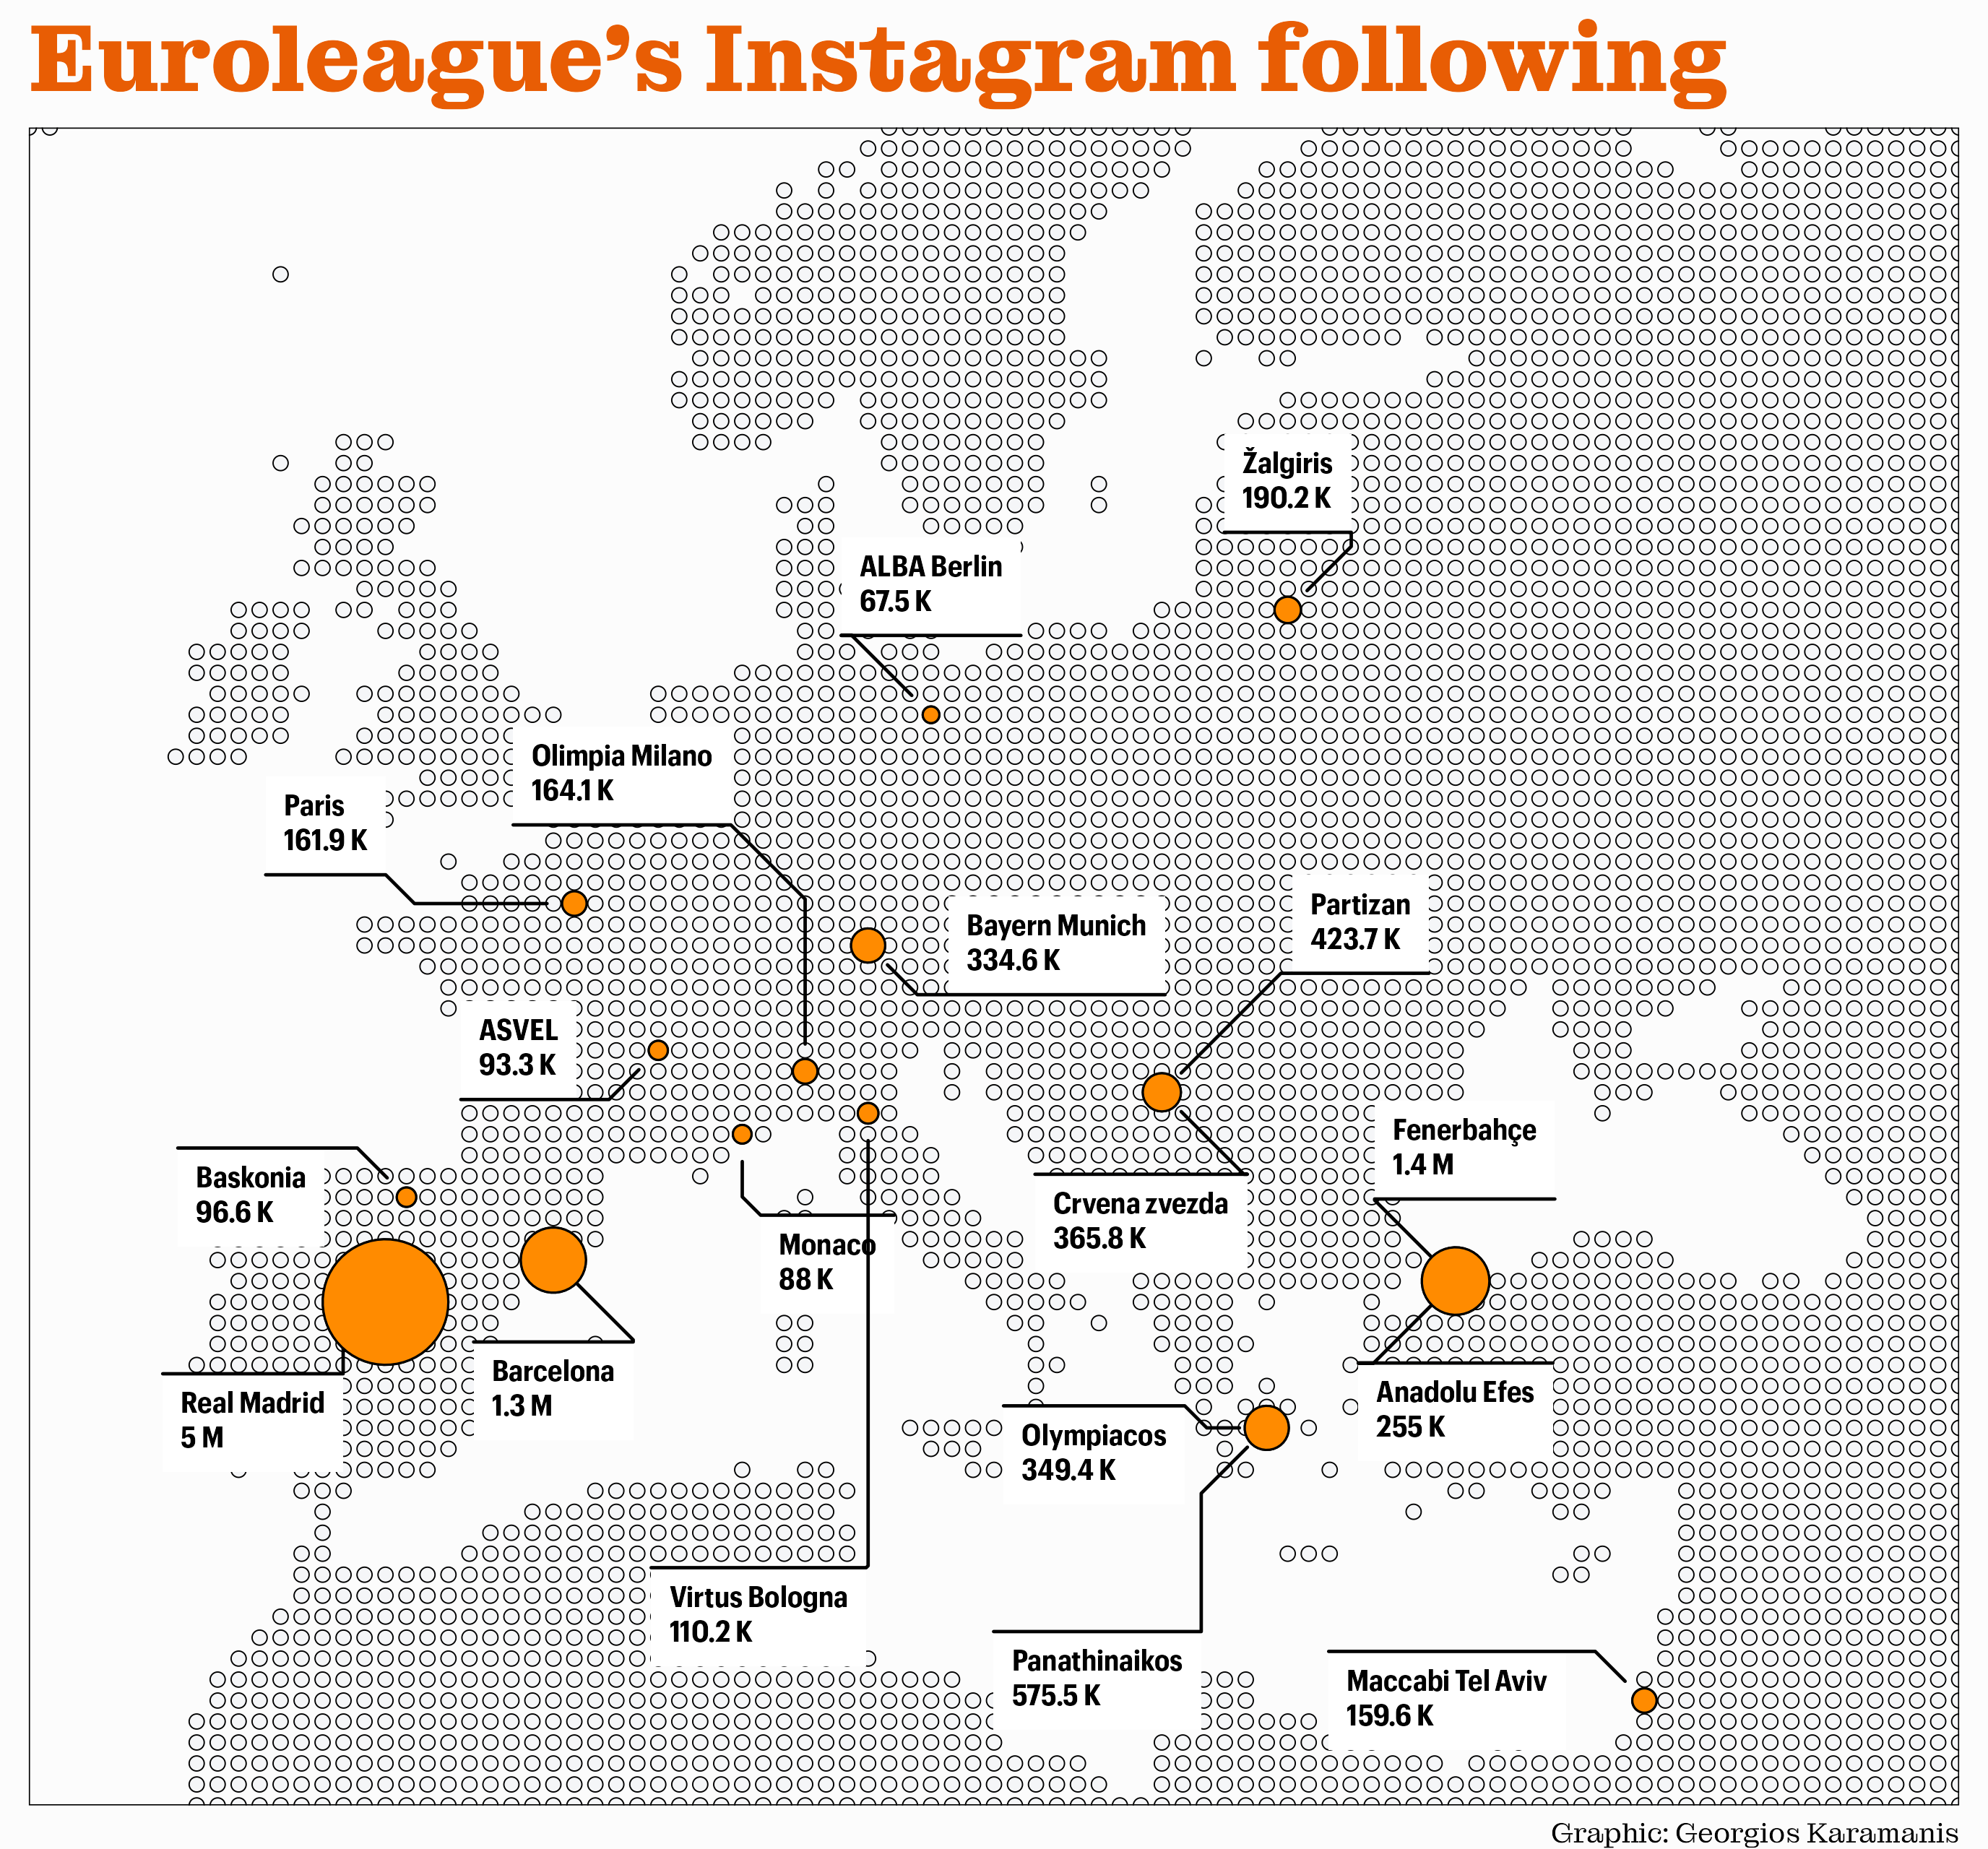 Euroleague’s Instagram following
Žalgiris
190.2 K
ALBA Berlin
67.5 K
Olimpia Milano
164.1 K
Paris
161.9 K
Partizan
423.7 K
Bayern Munich
334.6 K
ASVEL
93.3 K
Fenerbahçe
1.4 M
Baskonia
96.6 K
Crvena zvezda
365.8 K
Monaco
88 K
Barcelona
1.3 M
Real Madrid
5 M
Anadolu Efes
255 K
Olympiacos
349.4 K
Virtus Bologna
110.2 K
Panathinaikos
575.5 K
Maccabi Tel Aviv
159.6 K
Graphic: Georgios Karamanis